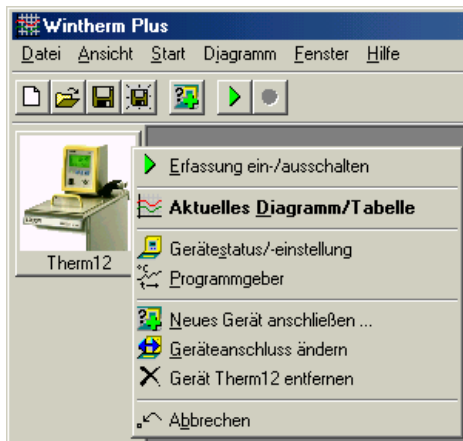 Wintherm Plus
Datei Ansicht Start Diagramm Fenster Hilfe
Erfassung ein-/ausschalten
Aktuelles Diagramm/Tabelle
Therm12
Gerätestatus/-einstellung
Programmgeber
Neues Gerät anschließen ...
Geräteanschluss ändern
Gerät Therm12 entfernen
Abbrechen